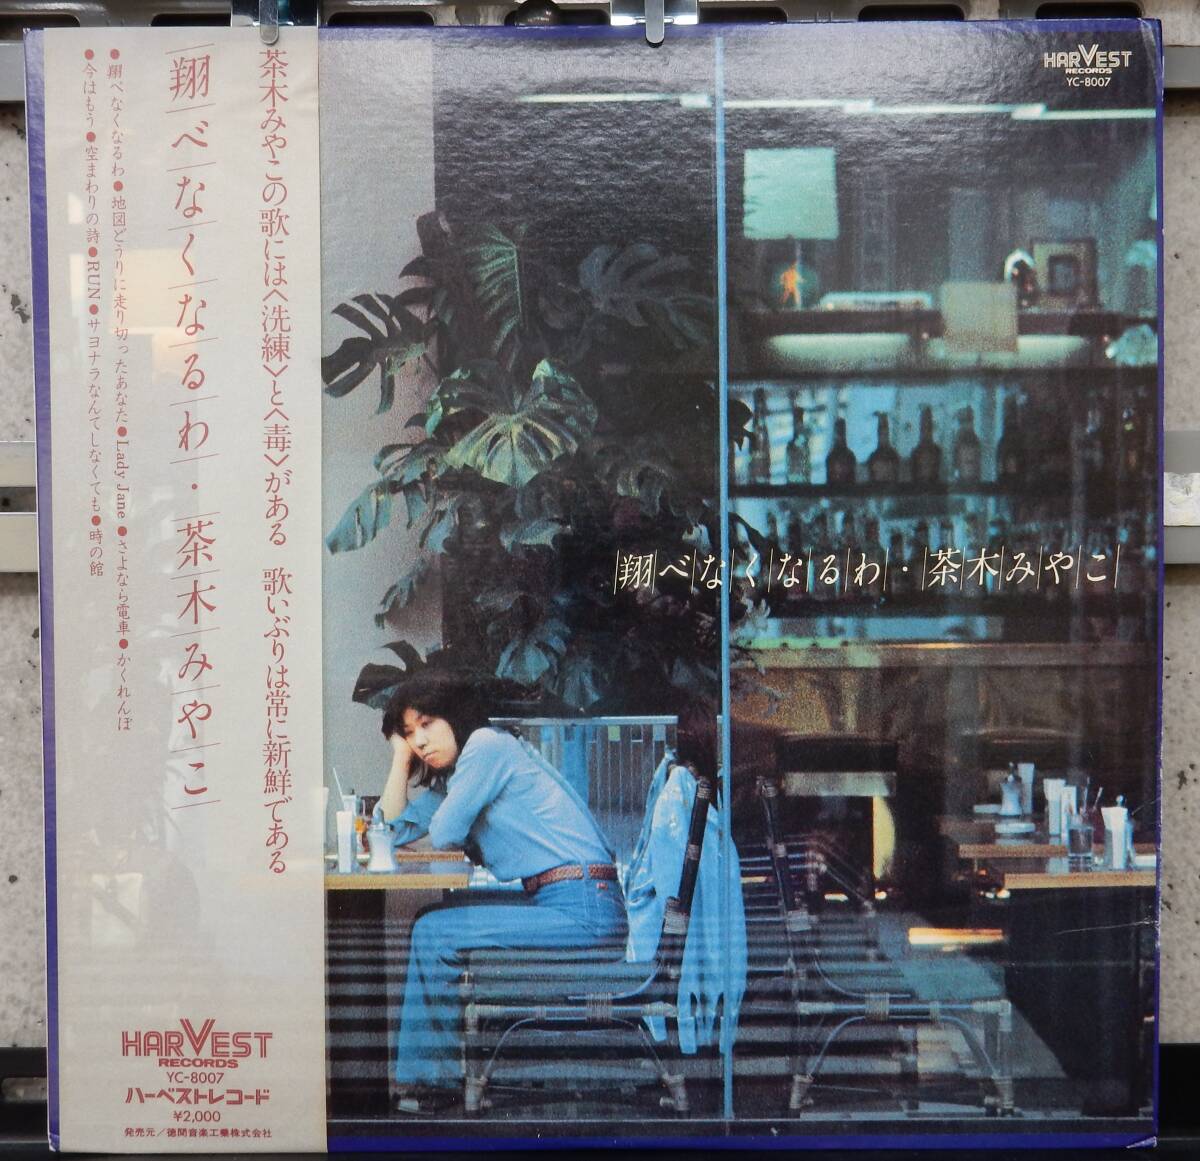 茶木みやこの歌には〈洗練〉と〈毒〉がある 歌いぶりは常に新鮮である
翔べなくなるわ・茶木みやこ
●翔べなくなるわ●地図どうりに走り切ったあなた●Lady Jane●さよなら電車●かくれんぼ
●今はもう●空まわりの詩●RUN●サヨナラなんてしなくても●時の館
HARVEST
RECORDS
YC-8007
ハーベストレコード
¥2,000
発売元/徳間音楽工業株式会社
HARVEST
RECORDS
YC-8007
翔べなくなるわ・茶木みやこ